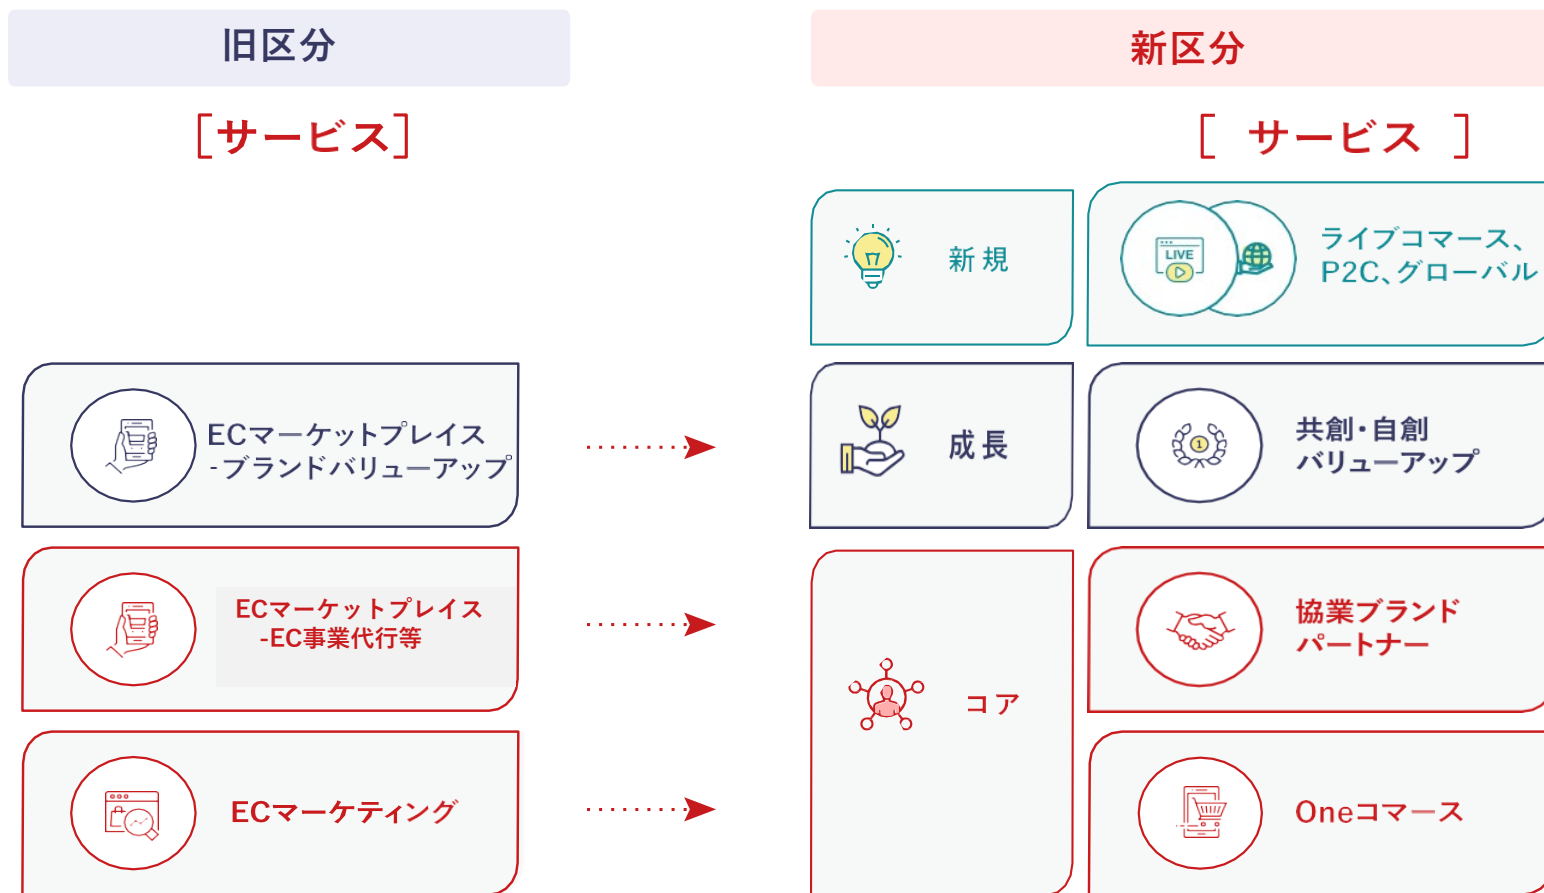 旧区分
新区分
[サービス]
[ サービス ]
新規
LIVE
ライブコマース、
P2C、グローバル
ECマーケットプレイス
-ブランドバリューアップ
成長
1
共創・自創
バリューアップ
ECマーケットプレイス
-EC事業代行等
コア
協業ブランド
パートナー
ECマーケティング
Oneコマース